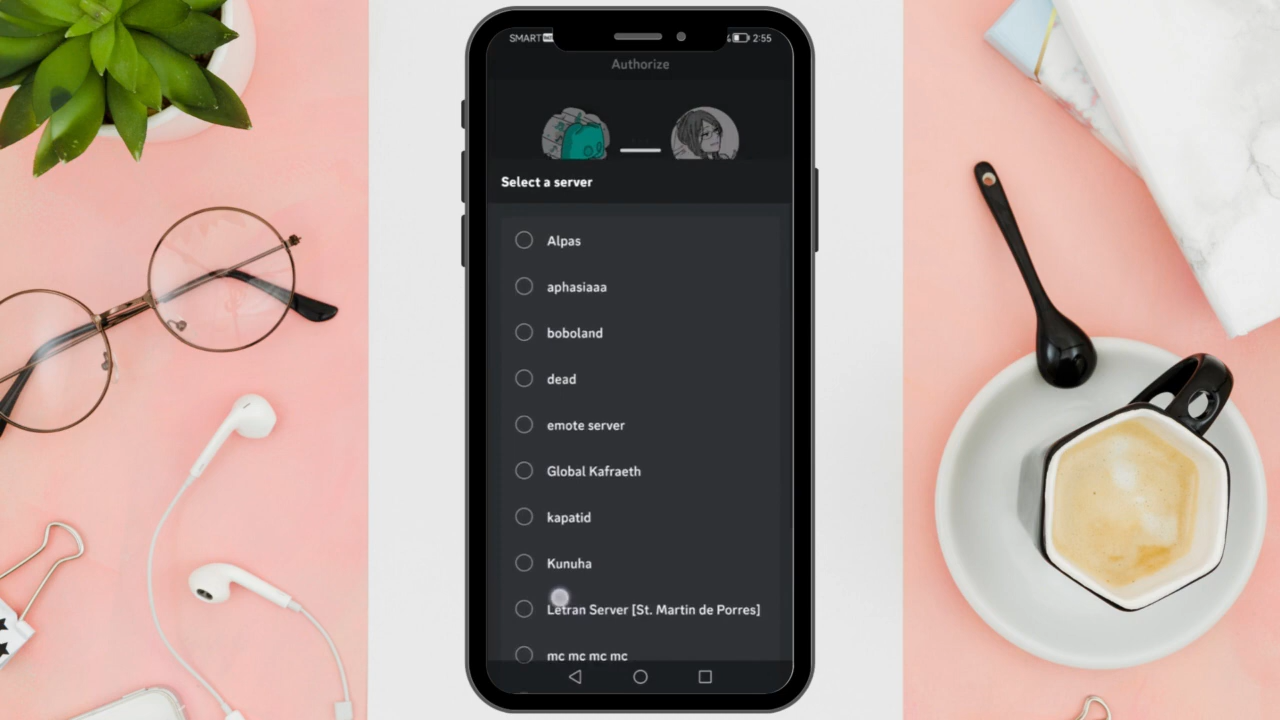 SMART
2:55
Authorize
Select a server
Alpas
aphasiaaa
boboland
dead
emote server
Global Kafraeth
kapatid
Kunuha
Letran Server [St. Martin de Porres]
mc mc mc mc